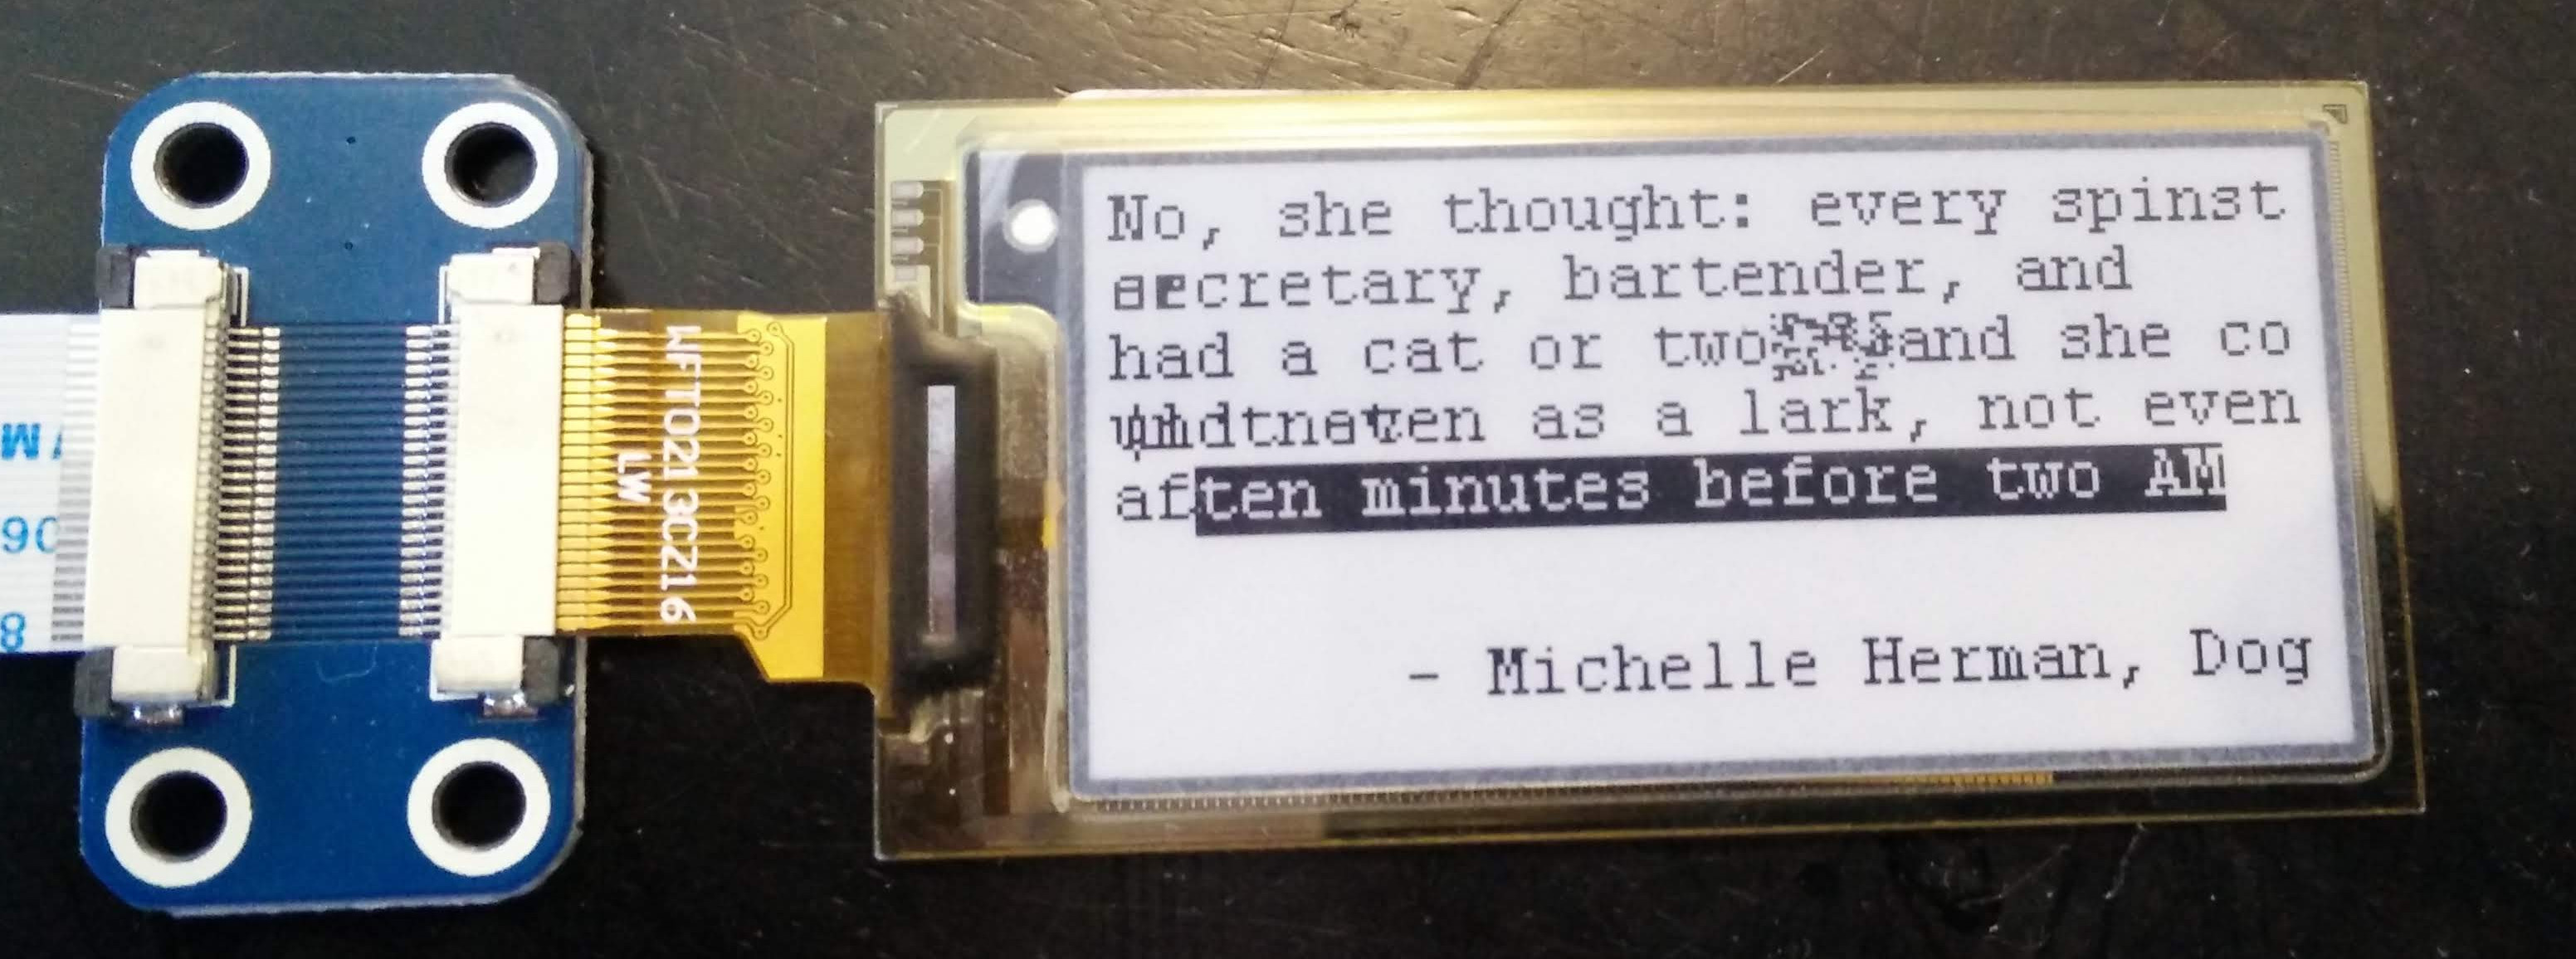 No, she thought: every spinst
secretary, bartender, and
had a cat or two and she co
even as a lark, not even
af ten minutes before two AM
- Michelle Herman, Dog
WFT0213CZ16
LW